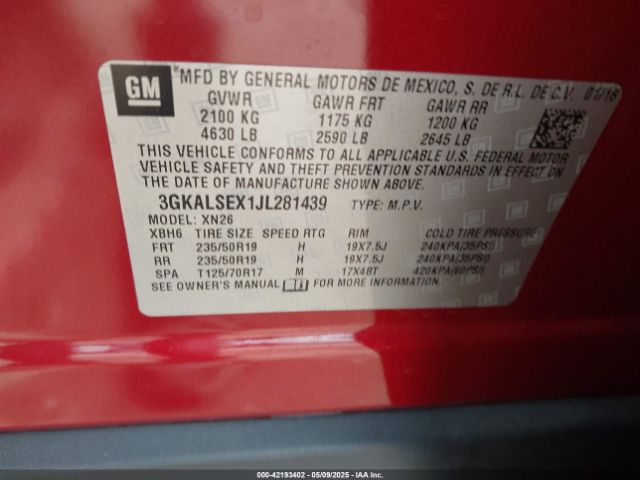 GM MFD BY GENERAL MOTORS DE MEXICO, S. DE R.L. DE C.V. 01/18
GVWR GAWR FRT GAWR RR
2100 KG 1175 KG 1200 KG
4630 LB 2590 LB 2645 LB
THIS VEHICLE CONFORMS TO ALL APPLICABLE U.S. FEDERAL MOTOR
VEHICLE SAFETY AND THEFT PREVENTION STANDARDS IN EFFECT ON
THE DATE OF MANUFACTURE SHOWN ABOVE.
3GKALSEX1JL281439 TYPE: M.P.V.
MODEL: XN26
XBH6 TIRE SIZE SPEED RTG RIM COLD TIRE PRESSURE
FRT 235/50R19 H 19X7.5J 240KPA(35PSI)
RR 235/50R19 H 19X7.5J 240KPA(35PSI)
SPA T125/70R17 M 17X4BT 420KPA(60PSI)
SEE OWNER'S MANUAL FOR MORE INFORMATION.
000-42193402 - 05/09/2025 - IAA Inc.